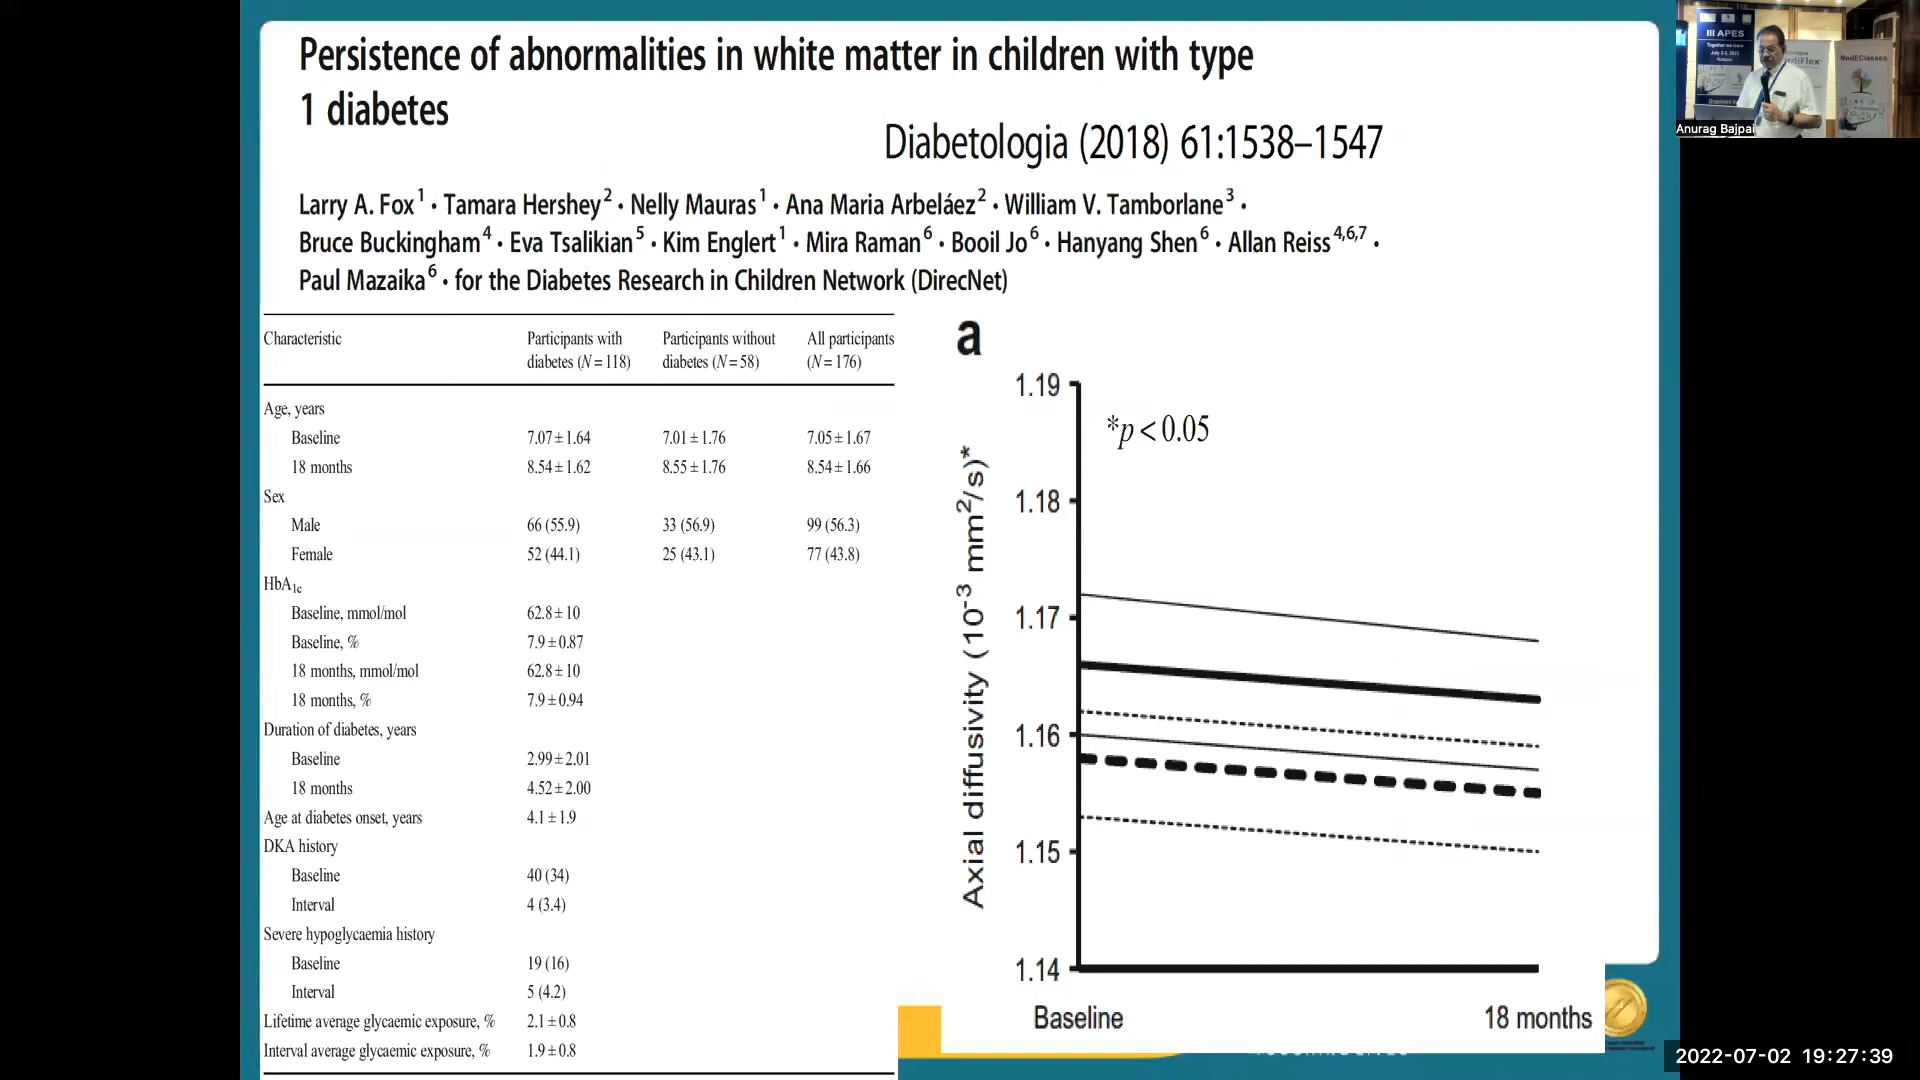 Persistence of abnormalities in white matter in children with type
1 diabetes
Diabetologia (2018) 61:1538–1547
Larry A. Fox1 · Tamara Hershey2 · Nelly Mauras1 · Ana Maria Arbeláez2 · William V. Tamborlane3 ·
Bruce Buckingham4 · Eva Tsalikian5 · Kim Englert1 · Mira Raman6 · Booil Jo6 · Hanyang Shen6 · Allan Reiss4,6,7 ·
Paul Mazaika6 · for the Diabetes Research in Children Network (DirecNet)
Characteristic Participants with diabetes (N = 118) Participants without diabetes (N = 58) All participants (N = 176)
Age, years
Baseline 7.07 ± 1.64 7.01 ± 1.76 7.05 ± 1.67
18 months 8.54 ± 1.62 8.55 ± 1.76 8.54 ± 1.66
Sex
Male 66 (55.9) 33 (56.9) 99 (56.3)
Female 52 (44.1) 25 (43.1) 77 (43.8)
HbA1c
Baseline, mmol/mol 62.8 ± 10
Baseline, % 7.9 ± 0.87
18 months, mmol/mol 62.8 ± 10
18 months, % 7.9 ± 0.94
Duration of diabetes, years
Baseline 2.99 ± 2.01
18 months 4.52 ± 2.00
Age at diabetes onset, years 4.1 ± 1.9
DKA history
Baseline 40 (34)
Interval 4 (3.4)
Severe hypoglycaemia history
Baseline 19 (16)
Interval 5 (4.2)
Lifetime average glycaemic exposure, % 2.1 ± 0.8
Interval average glycaemic exposure, % 1.9 ± 0.8
a
*p < 0.05
Axial diffusivity (10-3 mm2/s)*
1.19
1.18
1.17
1.16
1.15
1.14
Baseline 18 months
III APES
Together we learn
July 2-3, 2022
MedEClasses
Anurag Bajpai
2022-07-02 19:27:39